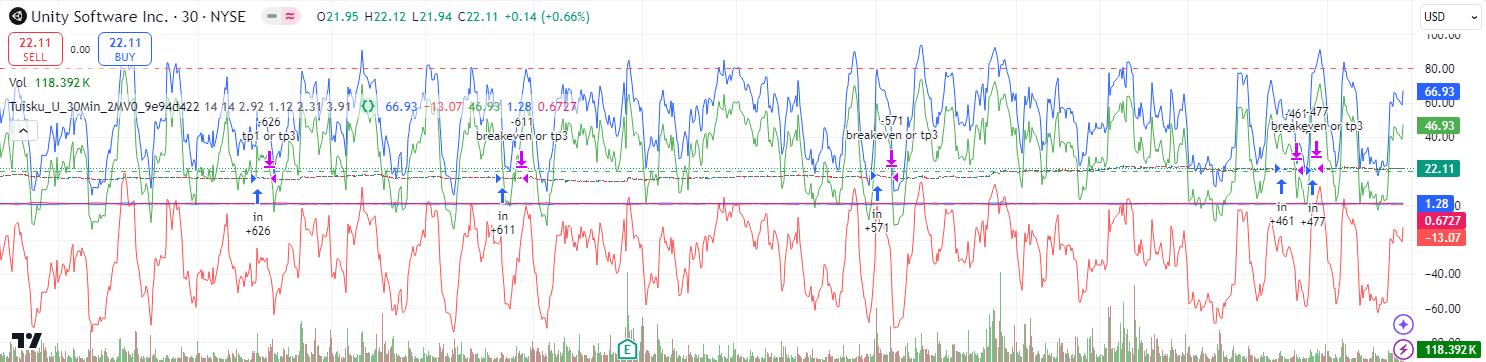 Unity Software Inc. · 30 · NYSE O21.95 H22.12 L21.94 C22.11 +0.14 (+0.66%)
USD
22.11
SELL
0.00
22.11
BUY
Vol 118.392 K
Tuisku_U_30Min_2MV0_9e94d422 14 14 2.92 1.12 2.31 3.91 {} 66.93 −13.07 46.93 1.28 0.6727
-626
tp1 or tp3
in
+626
-611
breakeven or tp3
in
+611
-571
breakeven or tp3
in
+571
-461
-477
breakeven or tp3
in
+461
in
+477
100.00
80.00
66.93
60.00
46.93
40.00
22.11
1.28
0.6727
−13.07
−40.00
−60.00
118.392 K
E